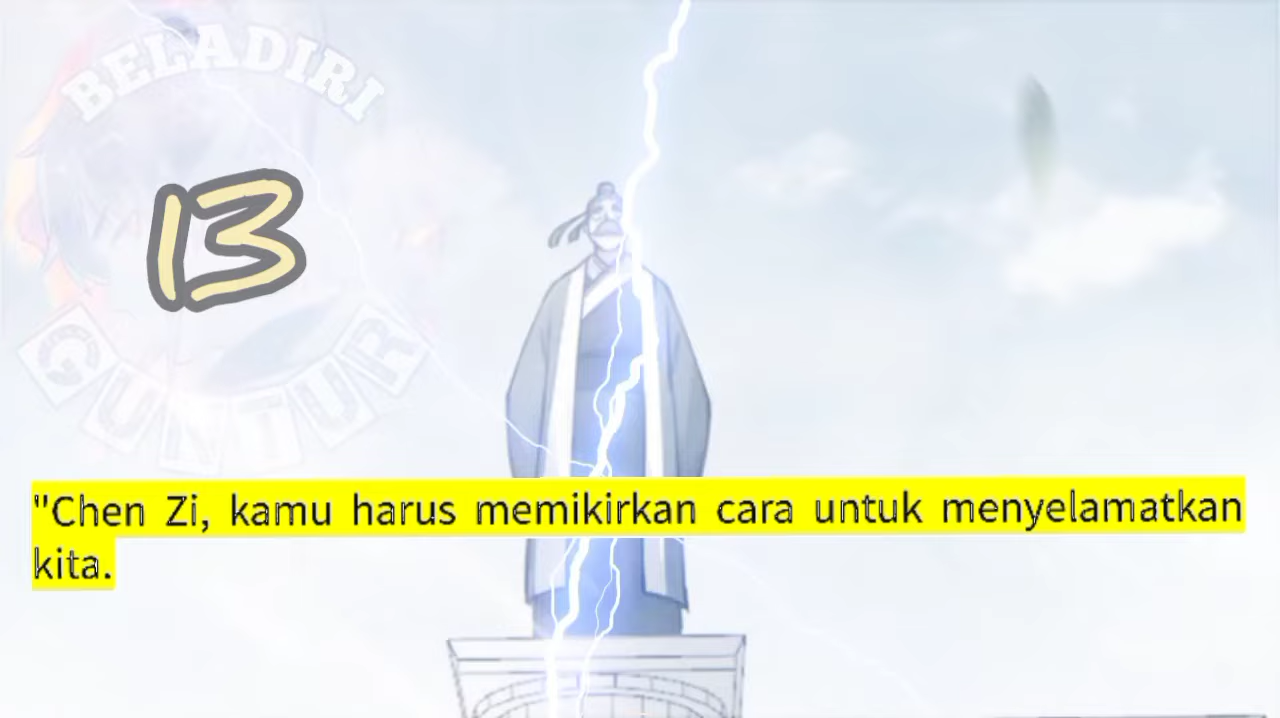 BELADIRI
13
GUNTUR
"Chen Zi, kamu harus memikirkan cara untuk menyelamatkan
kita.